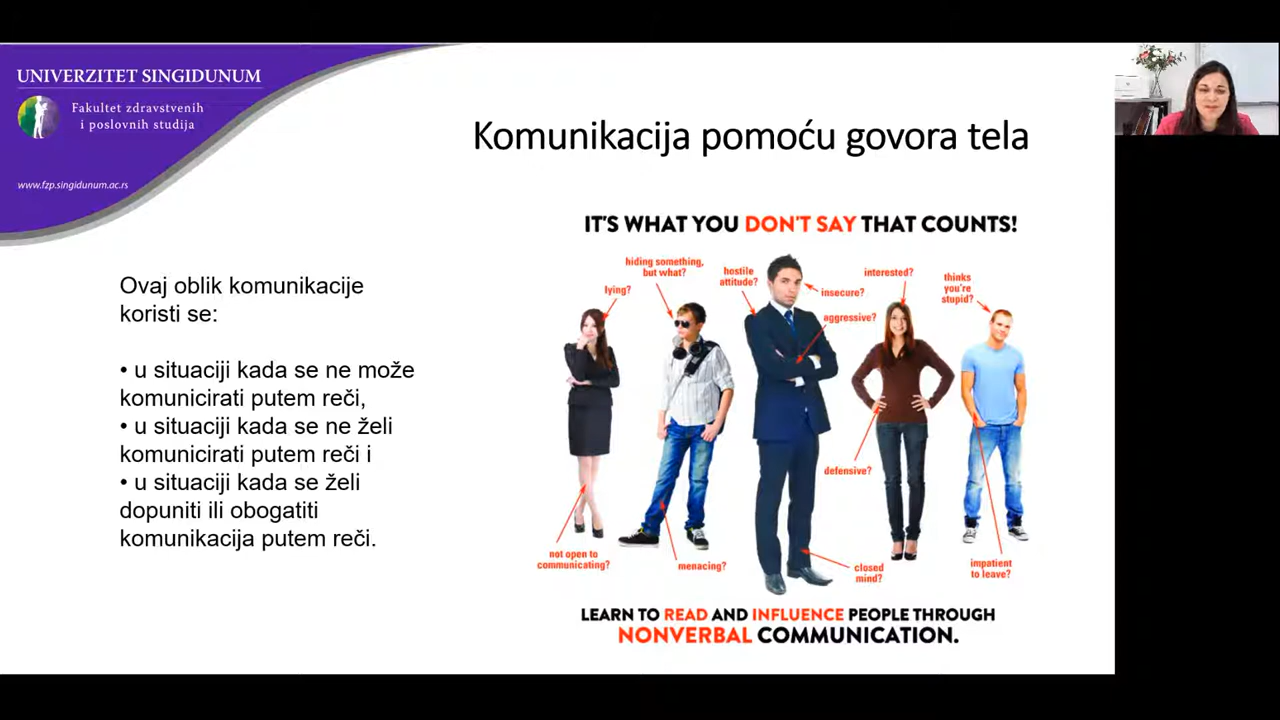 UNIVERZITET SINGIDUNUM
Fakultet zdravstvenih
i poslovnih studija
www.fzp.singidunum.ac.rs
Komunikacija pomoću govora tela
Ovaj oblik komunikacije
koristi se:
• u situaciji kada se ne može
komunicirati putem reči,
• u situaciji kada se ne želi
komunicirati putem reči i
• u situaciji kada se želi
dopuniti ili obogatiti
komunikacija putem reči.
IT'S WHAT YOU DON'T SAY THAT COUNTS!
lying?
hiding something,
but what?
hostile
attitude?
insecure?
aggressive?
interested?
thinks
you're
stupid?
not open to
communicating?
menacing?
closed
mind?
defensive?
impatient
to leave?
LEARN TO READ AND INFLUENCE PEOPLE THROUGH
NONVERBAL COMMUNICATION.